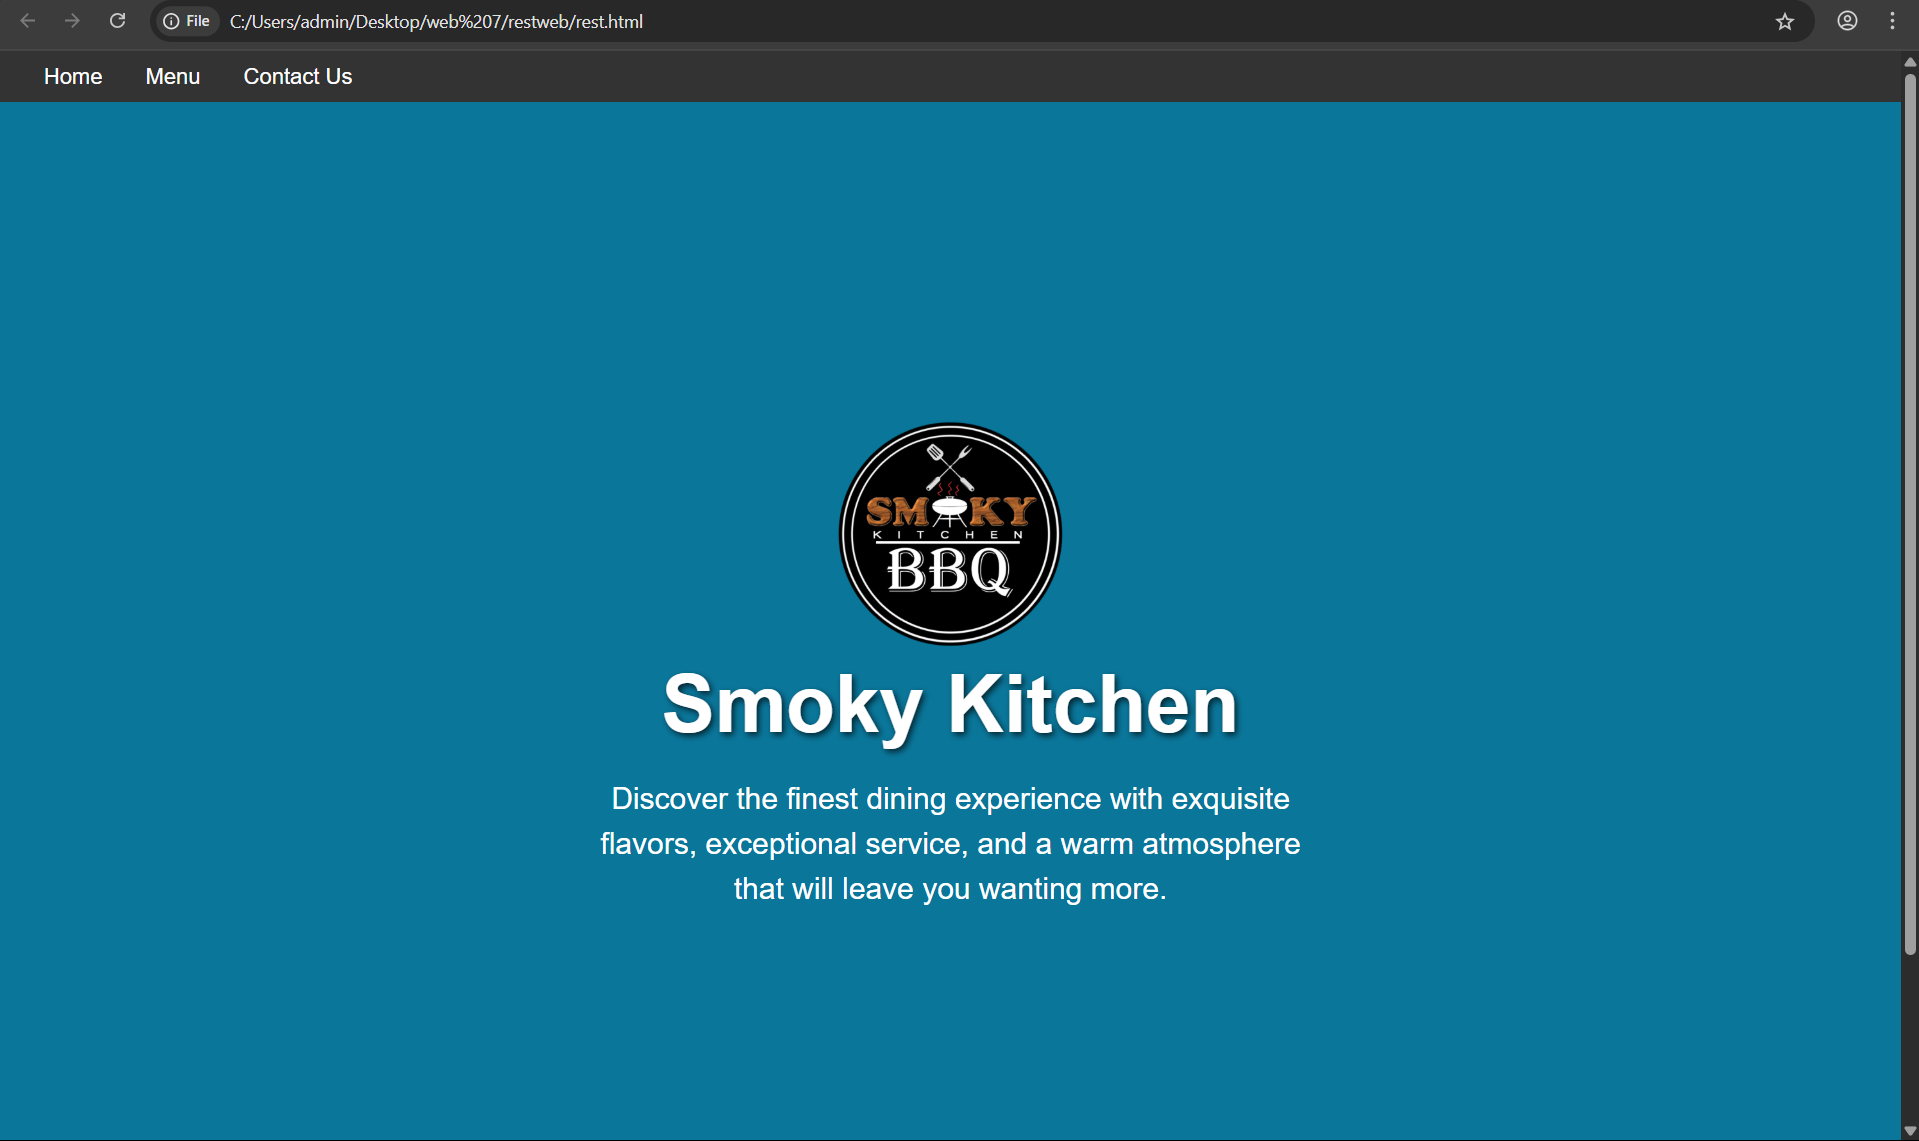 File C:/Users/admin/Desktop/web%207/restweb/rest.html
Home Menu Contact Us
SMOKY
KITCHEN
BBQ
Smoky Kitchen
Discover the finest dining experience with exquisite
flavors, exceptional service, and a warm atmosphere
that will leave you wanting more.